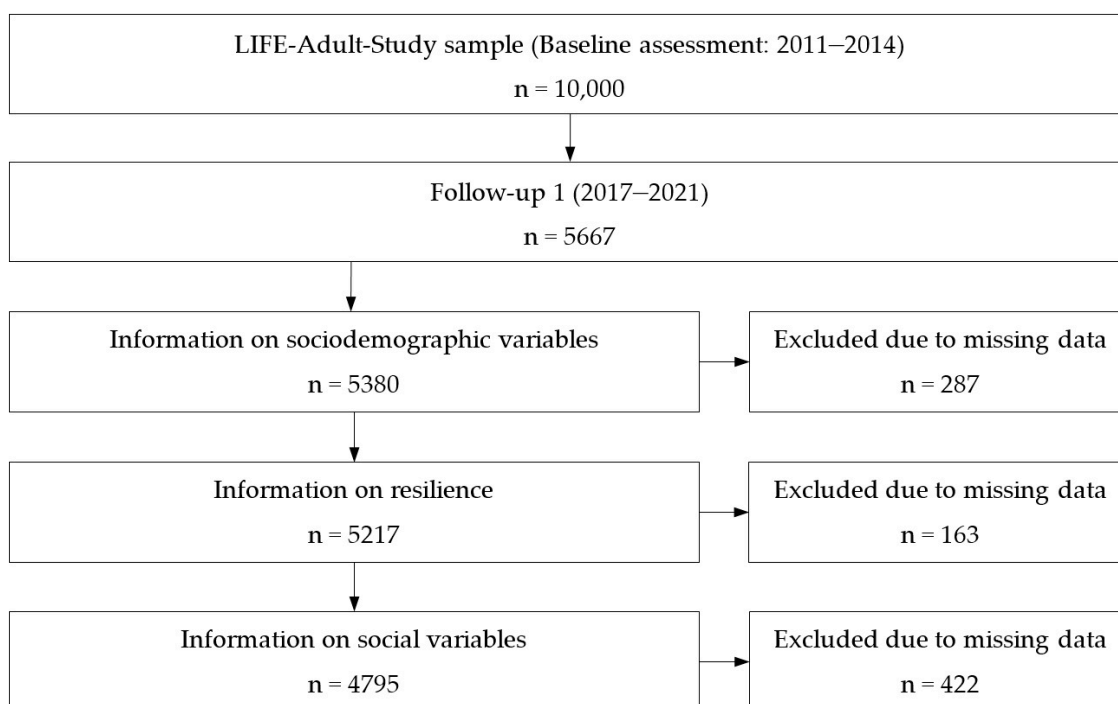 LIFE-Adult-Study sample (Baseline assessment: 2011–2014)
n = 10,000
Follow-up 1 (2017–2021)
n = 5667
Information on sociodemographic variables
n = 5380
Excluded due to missing data
n = 287
Information on resilience
n = 5217
Excluded due to missing data
n = 163
Information on social variables
n = 4795
Excluded due to missing data
n = 422